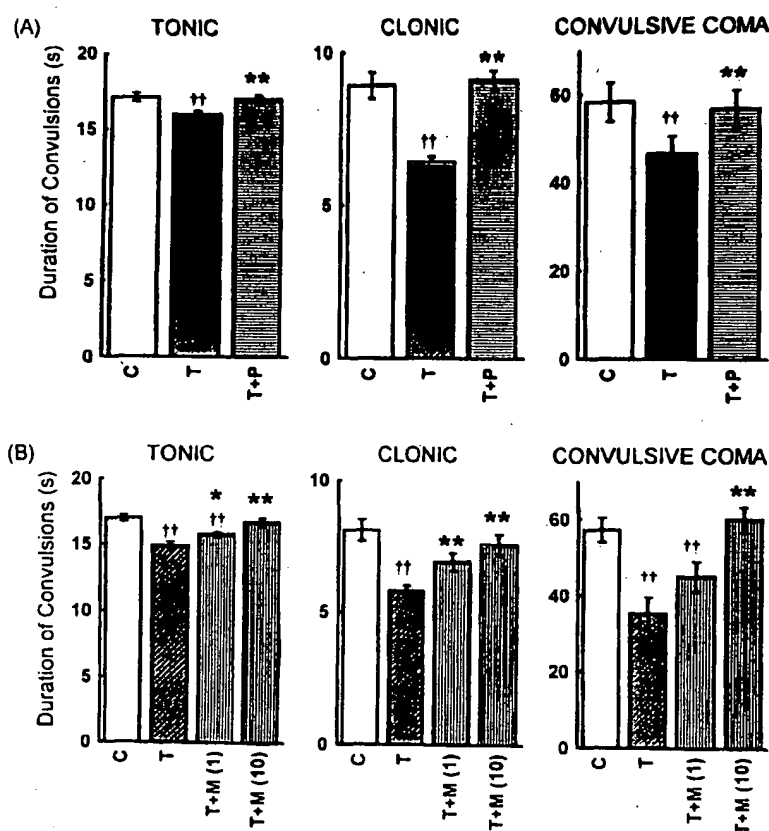 (A)
TONIC
CLONIC
CONVULSIVE COMA
Duration of Convulsions (s)
20
15
10
5
0
††
**
C
T
T+P
10
5
0
††
**
C
T
T+P
60
40
20
0
††
**
C
T
T+P
(B)
TONIC
CLONIC
CONVULSIVE COMA
Duration of Convulsions (s)
20
15
10
5
0
††
*
††
**
C
T
T+M (1)
T+M (10)
10
5
0
††
**
**
C
T
T+M (1)
T+M (10)
60
40
20
0
††
††
**
C
T
T+M (1)
T+M (10)